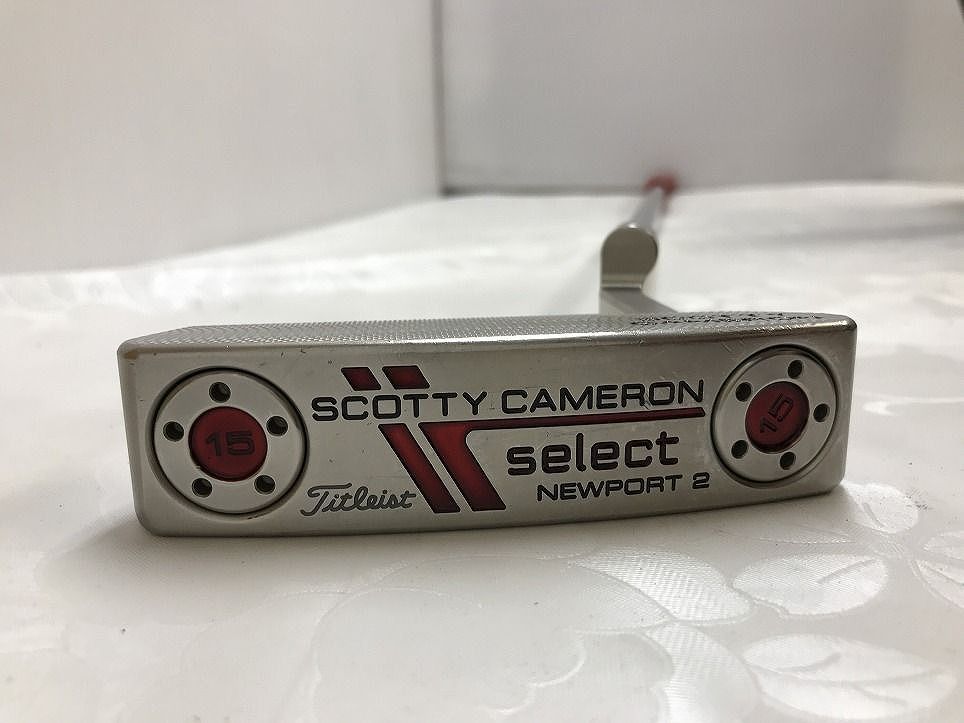 SCOTTY CAMERON
15
select
15
Titleist
NEWPORT 2